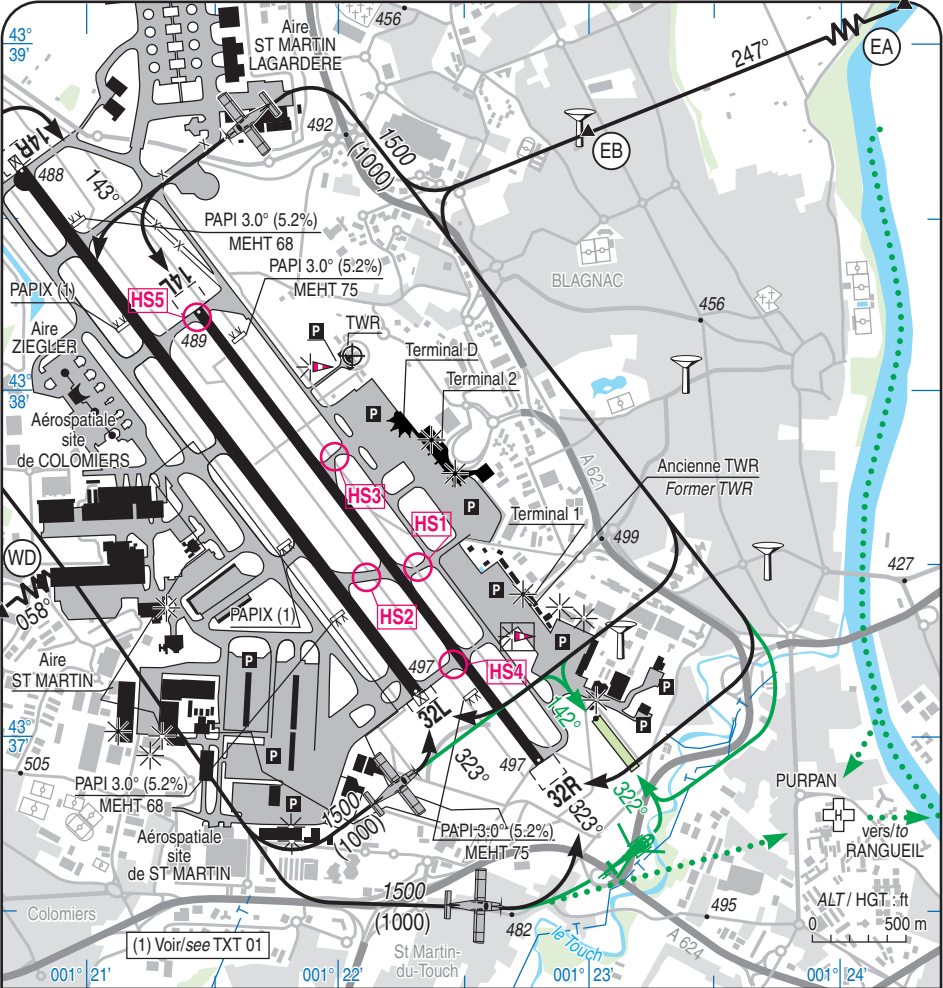 43°
39'
456
Aire
ST MARTIN
LAGARDERE
247°
EA
492
1500
(1000)
EB
14R
488
143°
PAPI 3.0° (5.2%)
MEHT 68
14L
PAPI 3.0° (5.2%)
MEHT 75
BLAGNAC
PAPIX (1)
HS5
456
489
P
TWR
Aire
ZIEGLER
Terminal D
43°
38'
Terminal 2
P
Aérospatiale
site
de COLOMIERS
A 621
HS3
Ancienne TWR
Former TWR
P
HS1
Terminal 1
499
WD
427
058°
P
HS2
PAPIX (1)
P
Aire
ST MARTIN
P
497
HS4
P
142°
32L
P
43°
37'
323°
505
P
497
PAPI 3.0° (5.2%)
MEHT 68
32R
323°
322°
PURPAN
H
P
1500
(1000)
PAPI 3.0° (5.2%)
MEHT 75
vers/to
RANGUEIL
Aérospatiale
site
de ST MARTIN
1500
(1000)
ALT / HGT : ft
0 500 m
Colomiers
482
495
T
T
T
T
le Touch
A 624
(1) Voir/see TXT 01
St Martin-
du-Touch
001° 21'
001° 22'
001° 23'
001° 24'